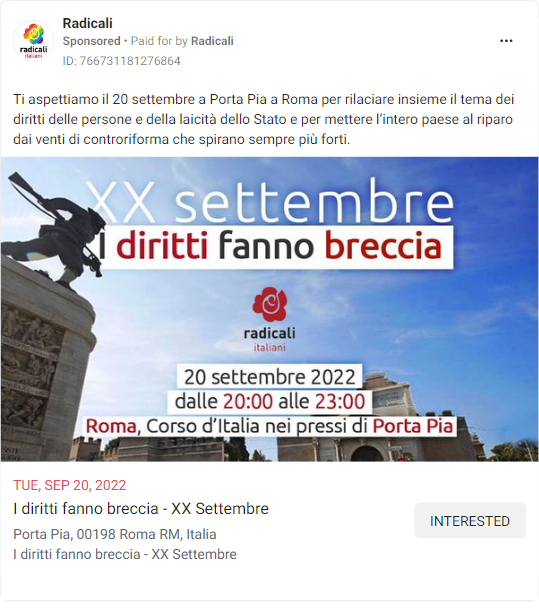 Radicali
Sponsored • Paid for by Radicali
ID: 766731181276864
Ti aspettiamo il 20 settembre a Porta Pia a Roma per rilaciare insieme il tema dei
diritti delle persone e della laicità dello Stato e per mettere l'intero paese al riparo
dai venti di controriforma che spirano sempre più forti.
XX settembre
I diritti fanno breccia
radicali
italiani
20 settembre 2022
dalle 20:00 alle 23:00
Roma, Corso d'Italia nei pressi di Porta Pia
TUE, SEP 20, 2022
I diritti fanno breccia - XX Settembre
Porta Pia, 00198 Roma RM, Italia
I diritti fanno breccia - XX Settembre
INTERESTED
radicali
italiani